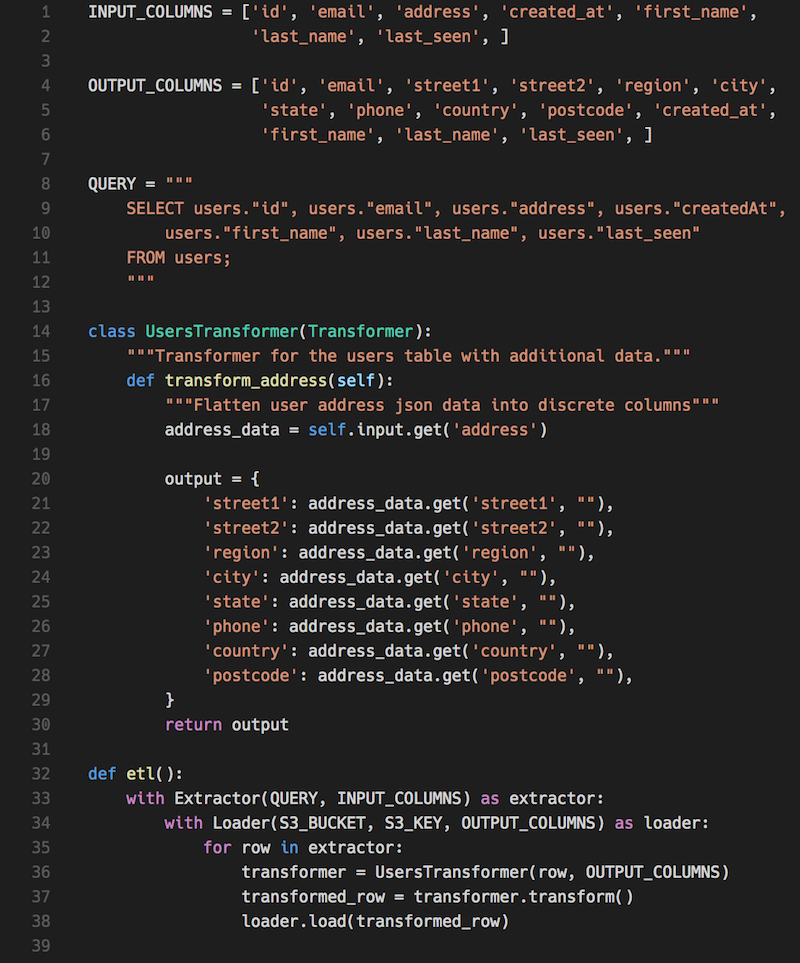 1 INPUT_COLUMNS = ['id', 'email', 'address', 'created_at', 'first_name',
2 'last_name', 'last_seen', ]
3
4 OUTPUT_COLUMNS = ['id', 'email', 'street1', 'street2', 'region', 'city',
5 'state', 'phone', 'country', 'postcode', 'created_at',
6 'first_name', 'last_name', 'last_seen', ]
7
8 QUERY = """
9 SELECT users."id", users."email", users."address", users."createdAt",
10 users."first_name", users."last_name", users."last_seen"
11 FROM users;
12 """
13
14 class UsersTransformer(Transformer):
15 """Transformer for the users table with additional data."""
16 def transform_address(self):
17 """Flatten user address json data into discrete columns"""
18 address_data = self.input.get('address')
19
20 output = {
21 'street1': address_data.get('street1', ""),
22 'street2': address_data.get('street2', ""),
23 'region': address_data.get('region', ""),
24 'city': address_data.get('city', ""),
25 'state': address_data.get('state', ""),
26 'phone': address_data.get('phone', ""),
27 'country': address_data.get('country', ""),
28 'postcode': address_data.get('postcode', ""),
29 }
30 return output
31
32 def etl():
33 with Extractor(QUERY, INPUT_COLUMNS) as extractor:
34 with Loader(S3_BUCKET, S3_KEY, OUTPUT_COLUMNS) as loader:
35 for row in extractor:
36 transformer = UsersTransformer(row, OUTPUT_COLUMNS)
37 transformed_row = transformer.transform()
38 loader.load(transformed_row)
39